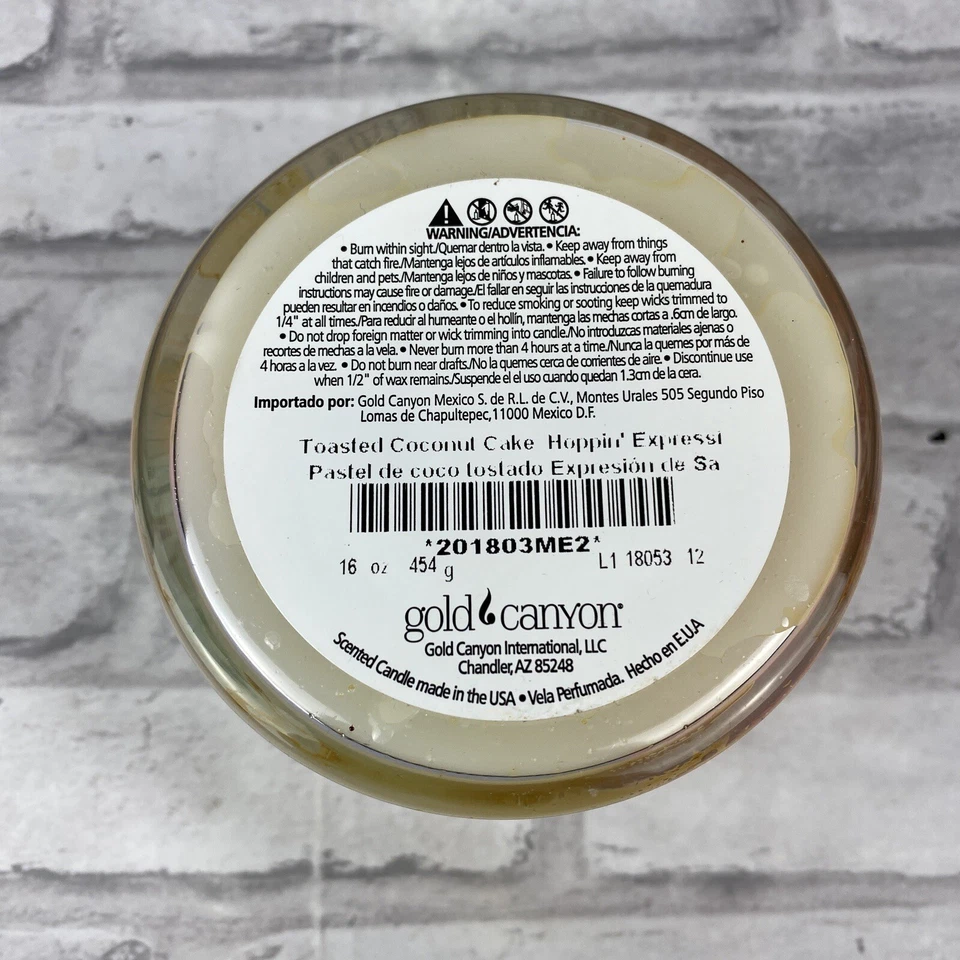 WARNING/ADVERTENCIA:
• Burn within sight./Quemar dentro la vista. • Keep away from things
that catch fire./Mantenga lejos de artículos inflamables. • Keep away from
children and pets./Mantenga lejos de niños y mascotas. • Failure to follow burning
instructions may cause fire or damage./El fallar en seguir las instrucciones de la quemadura
pueden resultar en incendios o daños. • To reduce smoking or sooting keep wicks trimmed to
1/4" at all times./Para reducir al humeante o el hollín, mantenga las mechas cortas a .6cm de largo.
• Do not drop foreign matter or wick trimming into candle./No introduzcas materiales ajenas o
recortes de mechas a la vela. • Never burn more than 4 hours at a time./Nunca la quemes por más de
4 horas a la vez. • Do not burn near drafts./No la quemes cerca de corrientes de aire. • Discontinue use
when 1/2" of wax remains./Suspende el el uso cuando quedan 1.3cm de la cera.
Importado por: Gold Canyon Mexico S. de R.L. de C.V., Montes Urales 505 Segundo Piso
Lomas de Chapultepec, 11000 Mexico D.F.
Toasted Coconut Cake Hoppin' Expressi
Pastel de coco tostado Expresión de Sa
*201803ME2*
16 oz 454 g L1 18053 12
gold canyon®
Gold Canyon International, LLC
Chandler, AZ 85248
Scented Candle made in the USA • Vela Perfumada. Hecho en E.U.A